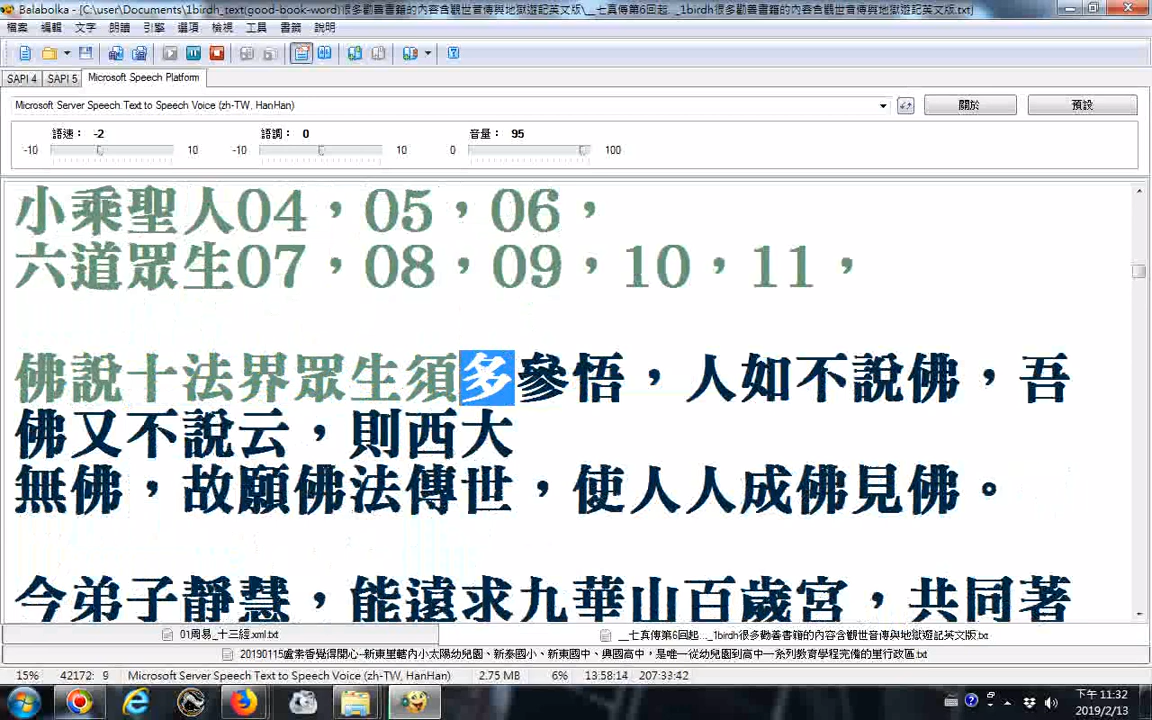 Balabolka - [C:\user\Documents\1birdh_text(good-book-word)很多勸善書籍的內容含觀世音傳與地獄遊記英文版\__七真傳第6回起..._1birdh很多勸善書籍的內容含觀世音傳與地獄遊記英文版.txt]
檔案 編輯 文字 朗讀 引擎 選項 檢視 工具 書籤 說明
SAPI 4 SAPI 5 Microsoft Speech Platform
Microsoft Server Speech Text to Speech Voice (zh-TW, HanHan) 關於 預設
語速： -2 語調： 0 音量： 95
-10 10 -10 10 0 100
小乘聖人04，05，06，
六道眾生07，08，09，10，11，
佛說十法界眾生須多參悟，人如不說佛，吾
佛又不說云，則西大
無佛，故願佛法傳世，使人人成佛見佛。
今弟子靜慧，能遠求九華山百歲宮，共同著
01周易_十三經.xml.txt __七真傳第6回起..._1birdh很多勸善書籍的內容含觀世音傳與地獄遊記英文版.txt
20190115盧素香覺得開心-新東里轄內小太陽幼兒園、新泰國小、新東國中、興國高中，是唯一從幼兒園到高中一系列教育學程完備的里行政區.txt
15% 42172: 9 Microsoft Server Speech Text to Speech Voice (zh-TW, HanHan) 2.75 MB 6% 13:58:14 207:33:42
下午 11:32
2019/2/13